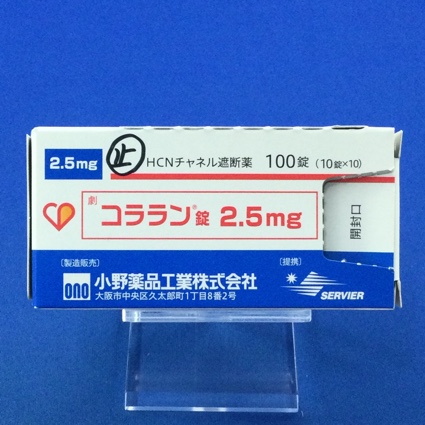 2.5mg
止
HCNチャネル遮断薬 100錠 (10錠×10)
劇
コララン®錠 2.5mg
開封口
(製造販売)
ono 小野薬品工業株式会社
大阪市中央区久太郎町1丁目8番2号
(提携)
SERVIER